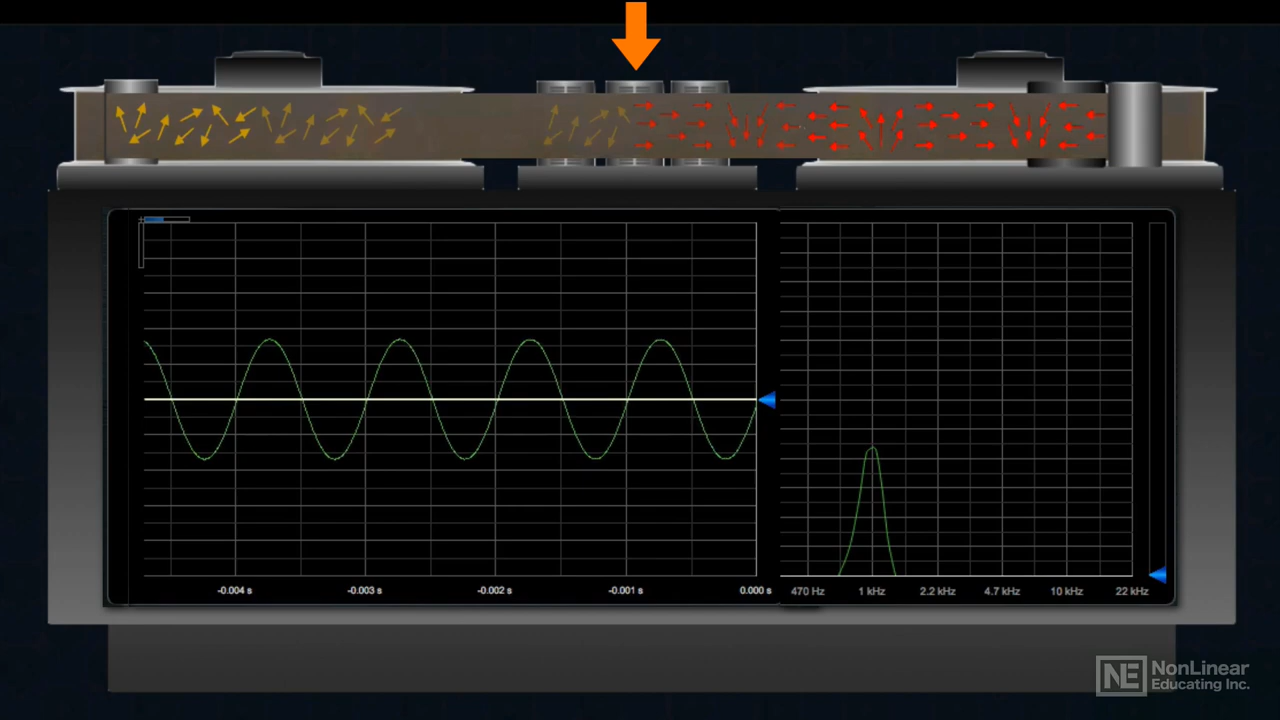 -0.004 s
-0.003 s
-0.002 s
-0.001 s
0.000 s
470 Hz
1 kHz
2.2 kHz
4.7 kHz
10 kHz
22 kHz
NE
NonLinear
Educating Inc.